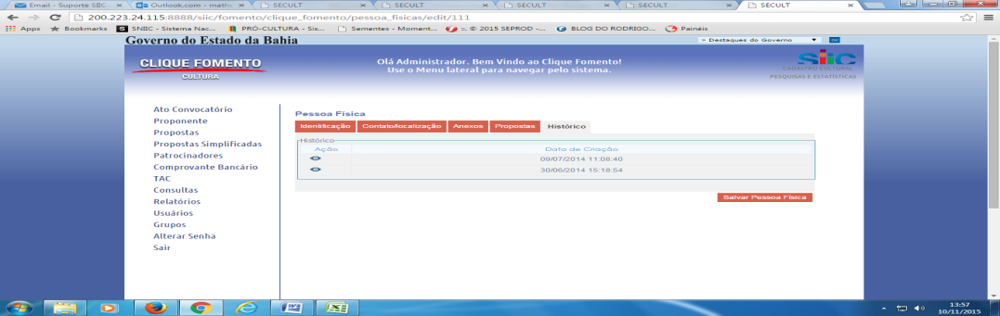 Email - Suporte SIIC - Outlook.com - math SECULT SECULT SECULT SECULT SECULT
200.223.24.115:8888/siic/fomento/clique_fomento/pessoa_fisicas/edit/111
Apps Bookmarks SNIIC - Sistema Nac... PRÓ-CULTURA - Sis... Sementes - Moment... :. © 2015 SEPROD -... BLOG DO RODRIGO... Painéis
Governo do Estado da Bahia
Destaques do Governo
CLIQUE FOMENTO
CULTURA
Olá Administrador. Bem Vindo ao Clique Fomento!
Use o Menu lateral para navegar pelo sistema.
siic
CADASTRO CULTURAL
PESQUISAS E ESTATÍSTICAS
Ato Convocatório
Proponente
Propostas
Propostas Simplificadas
Patrocinadores
Comprovante Bancário
TAC
Consultas
Relatórios
Usuários
Grupos
Alterar Senha
Sair
Pessoa Física
Identificação Contato/localização Anexos Propostas Histórico
Histórico
Ação Data de Criação
09/07/2014 11:08:40
30/06/2014 15:18:54
Salvar Pessoa Física
13:57
10/11/2015